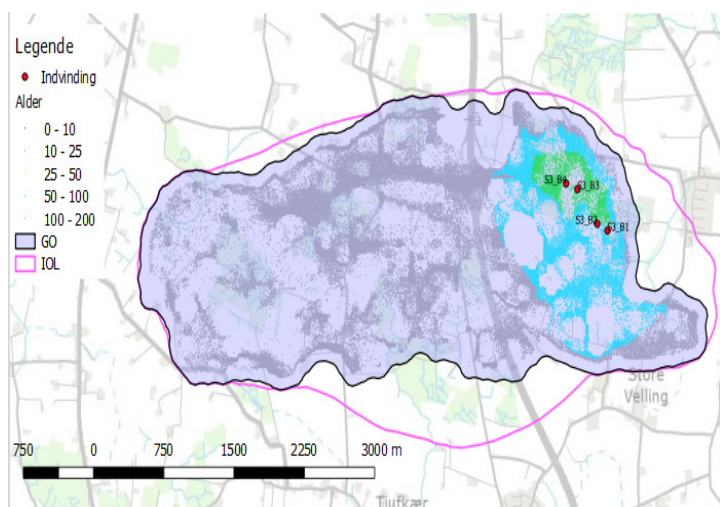 Legende
Indvinding
Alder
0 - 10
10 - 25
25 - 50
50 - 100
100 - 200
GO
IOL
S3_B4
S3_B3
S3_B2
S3_B1
Store
Velling
750 0 750 1500 2250 3000 m
Tiufkær